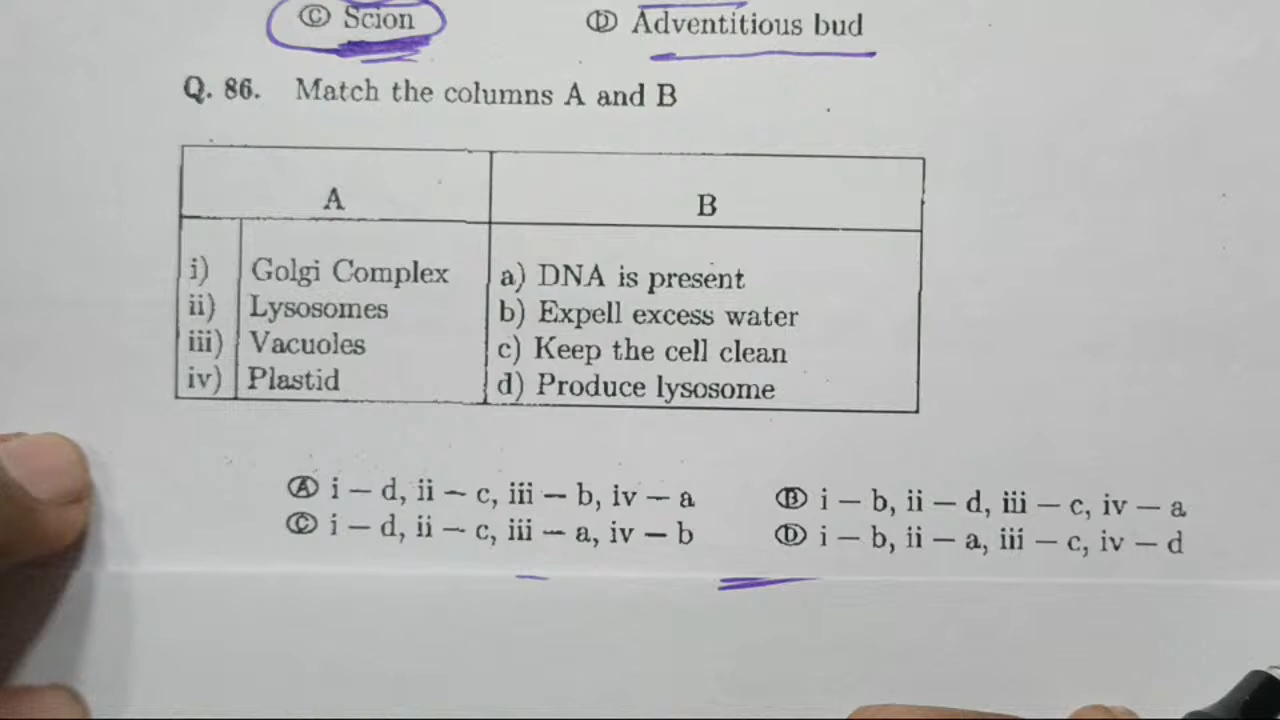 Ⓒ Scion Ⓓ Adventitious bud
Q. 86. Match the columns A and B
A B
i) Golgi Complex a) DNA is present
ii) Lysosomes b) Expell excess water
iii) Vacuoles c) Keep the cell clean
iv) Plastid d) Produce lysosome
Ⓐ i – d, ii – c, iii – b, iv – a Ⓑ i – b, ii – d, iii – c, iv – a
Ⓒ i – d, ii – c, iii – a, iv – b Ⓓ i – b, ii – a, iii – c, iv – d